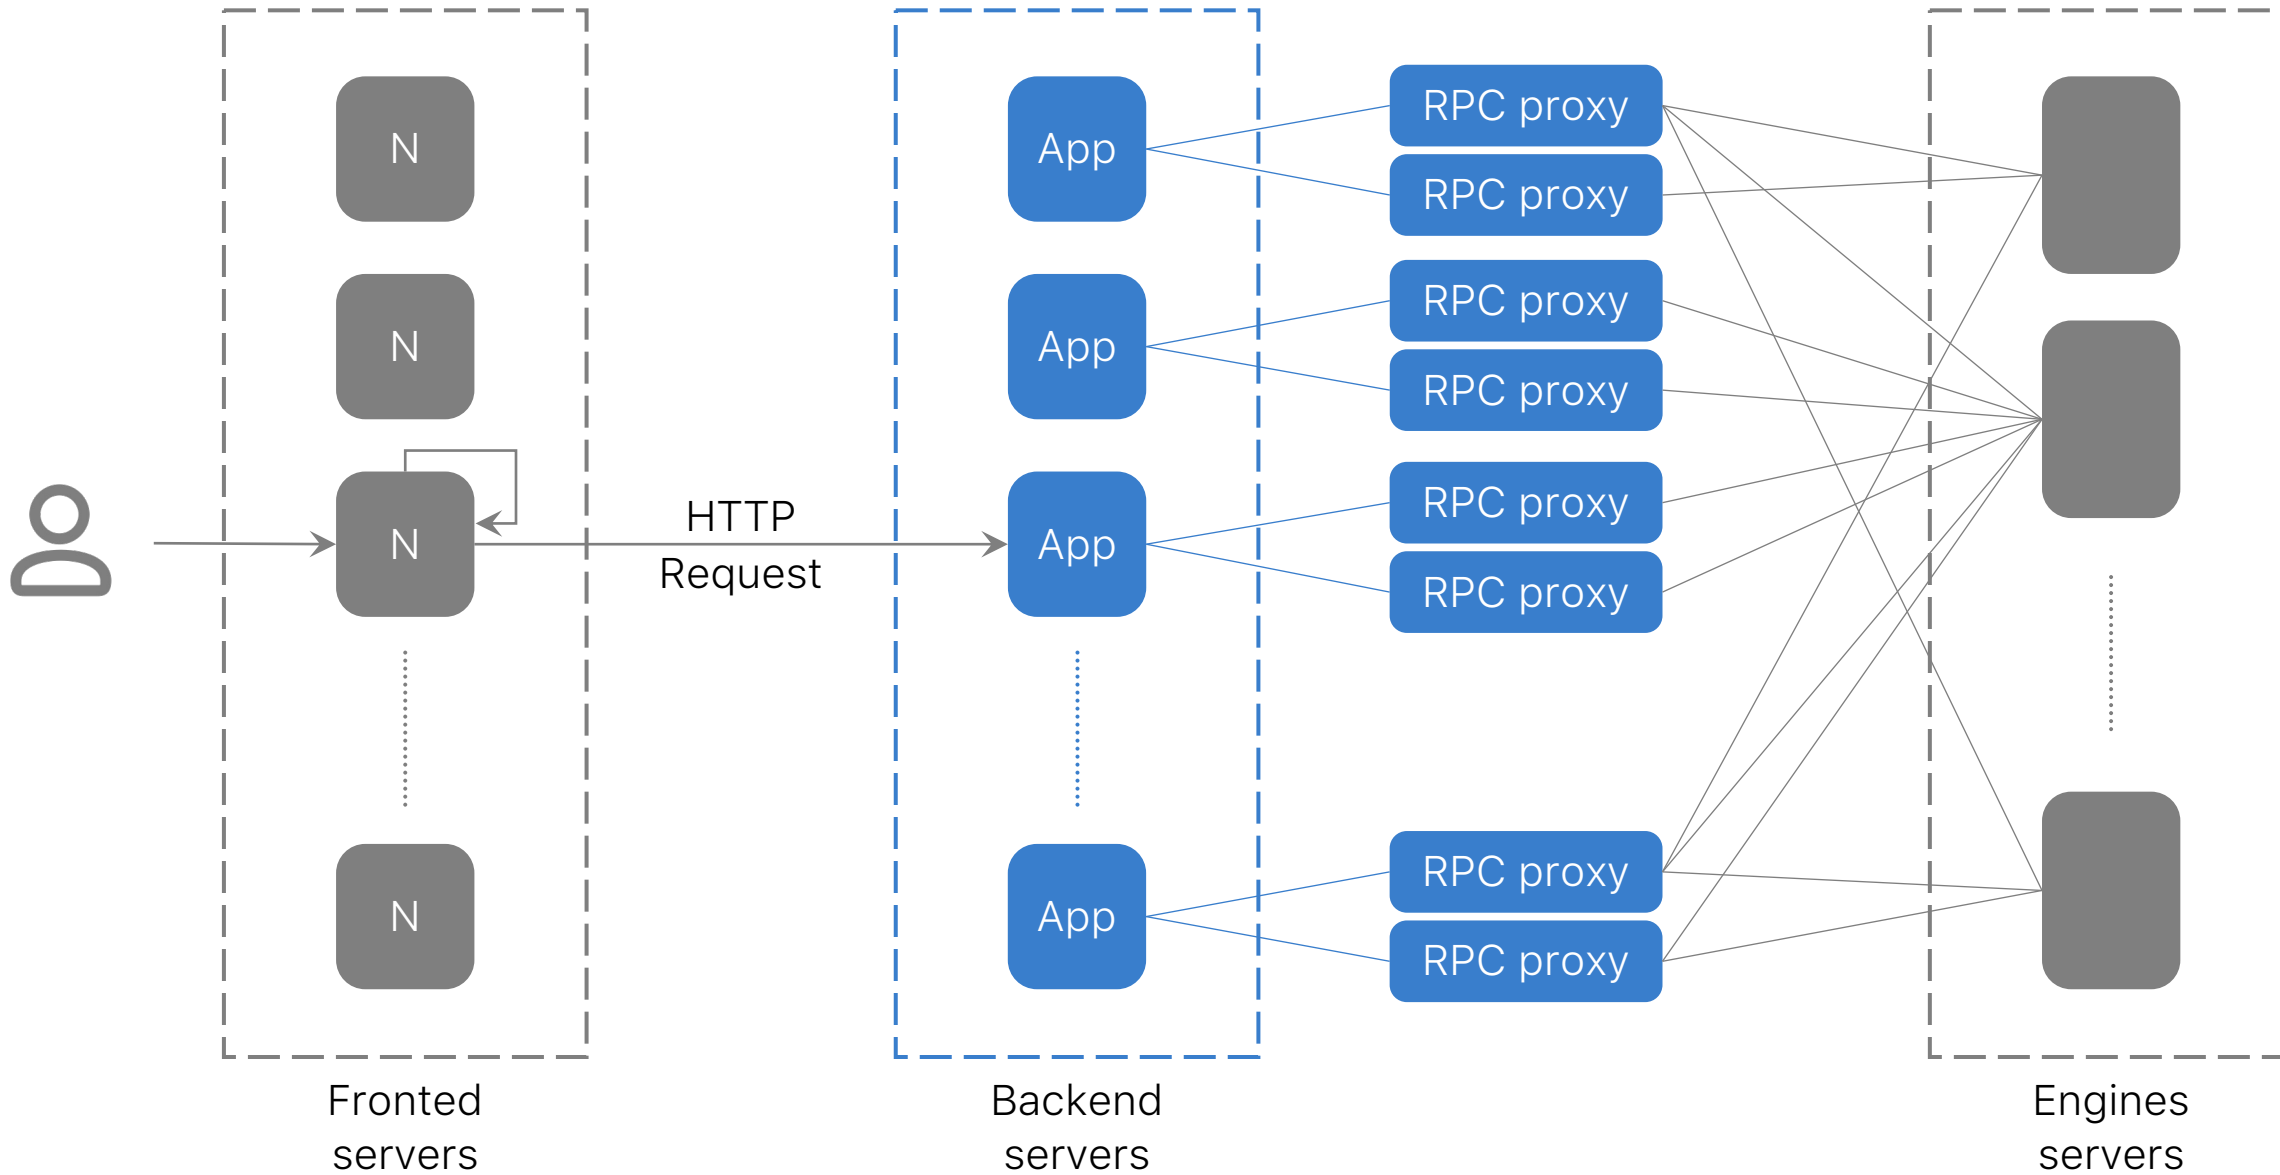 N
N
N
N
HTTP
Request
App
App
App
App
RPC proxy
RPC proxy
RPC proxy
RPC proxy
RPC proxy
RPC proxy
RPC proxy
RPC proxy
Fronted
servers
Backend
servers
Engines
servers